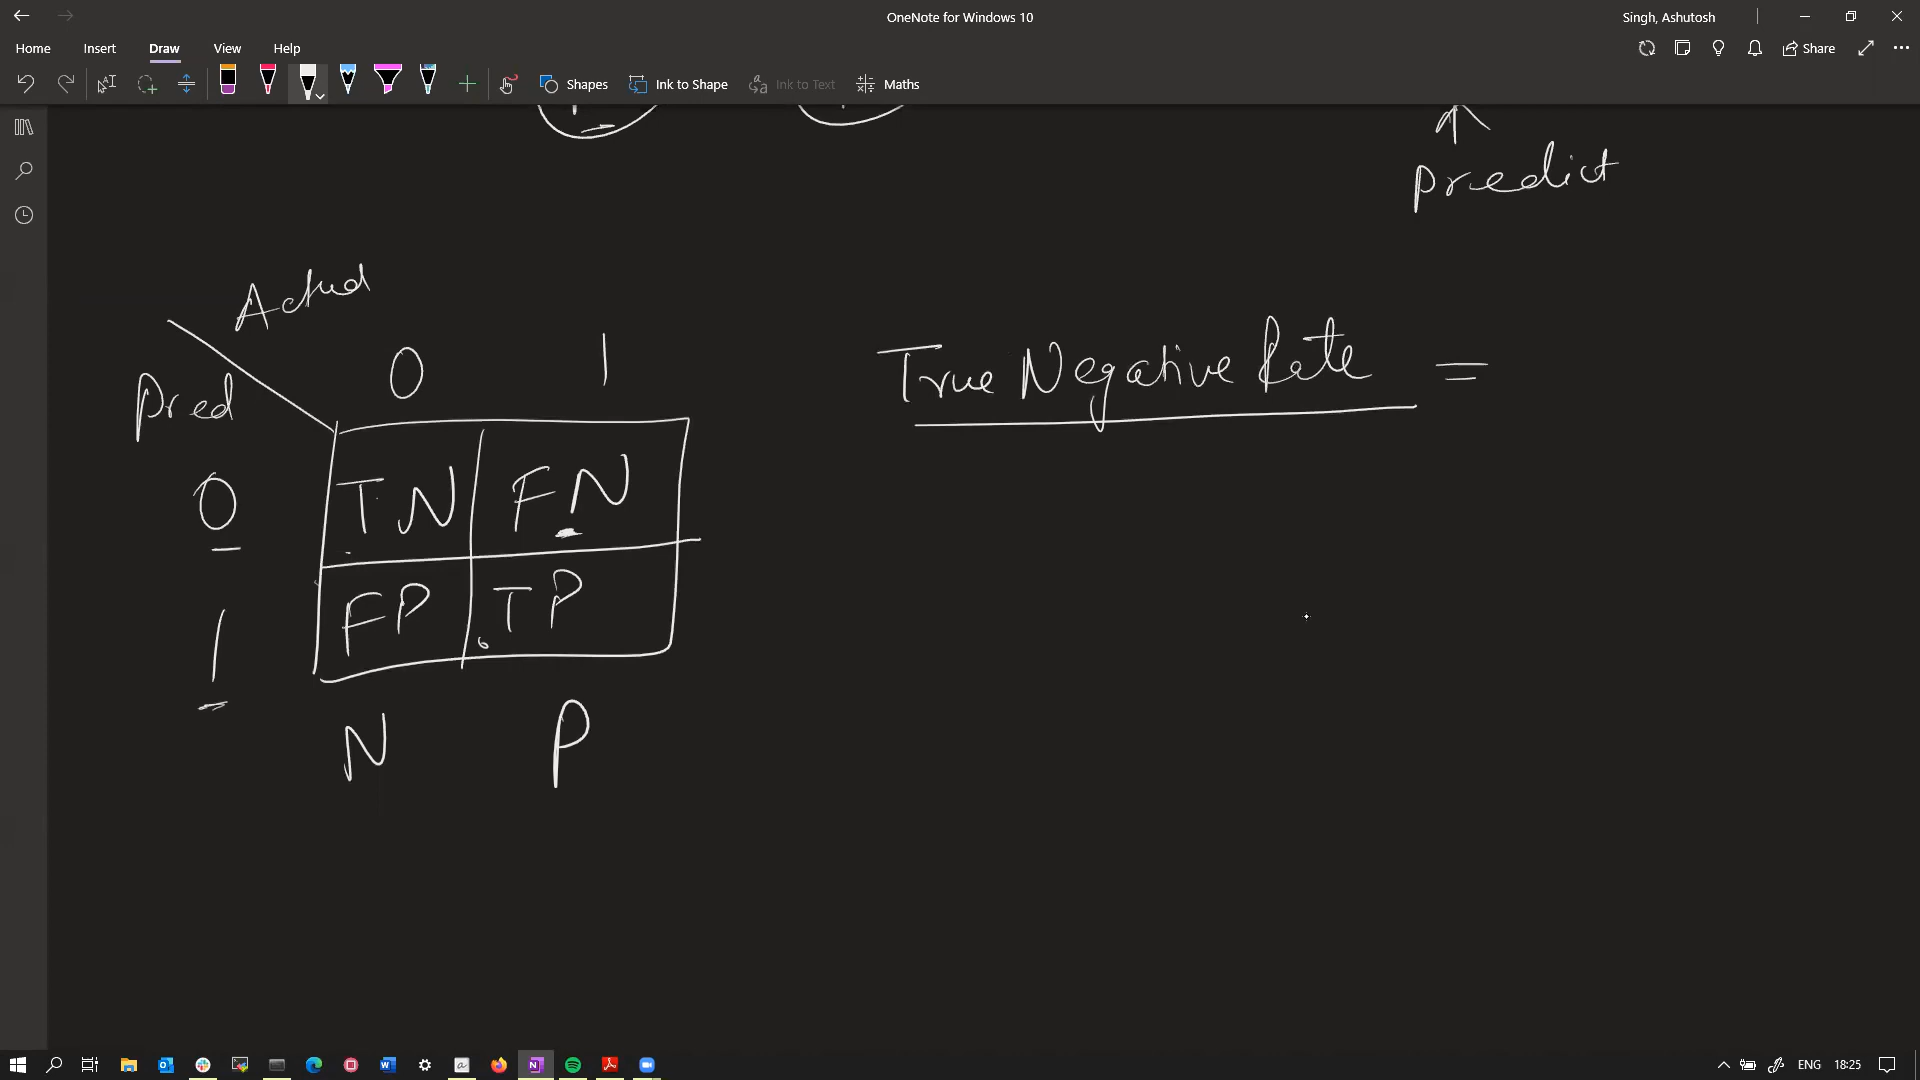 OneNote for Windows 10
Singh, Ashutosh
Home Insert Draw View Help
Share
Shapes Ink to Shape Ink to Text Maths
Predict
Actual
Pred
0 1
True Negative Rate =
0 TN FN
1 FP TP
N P
ENG 18:25